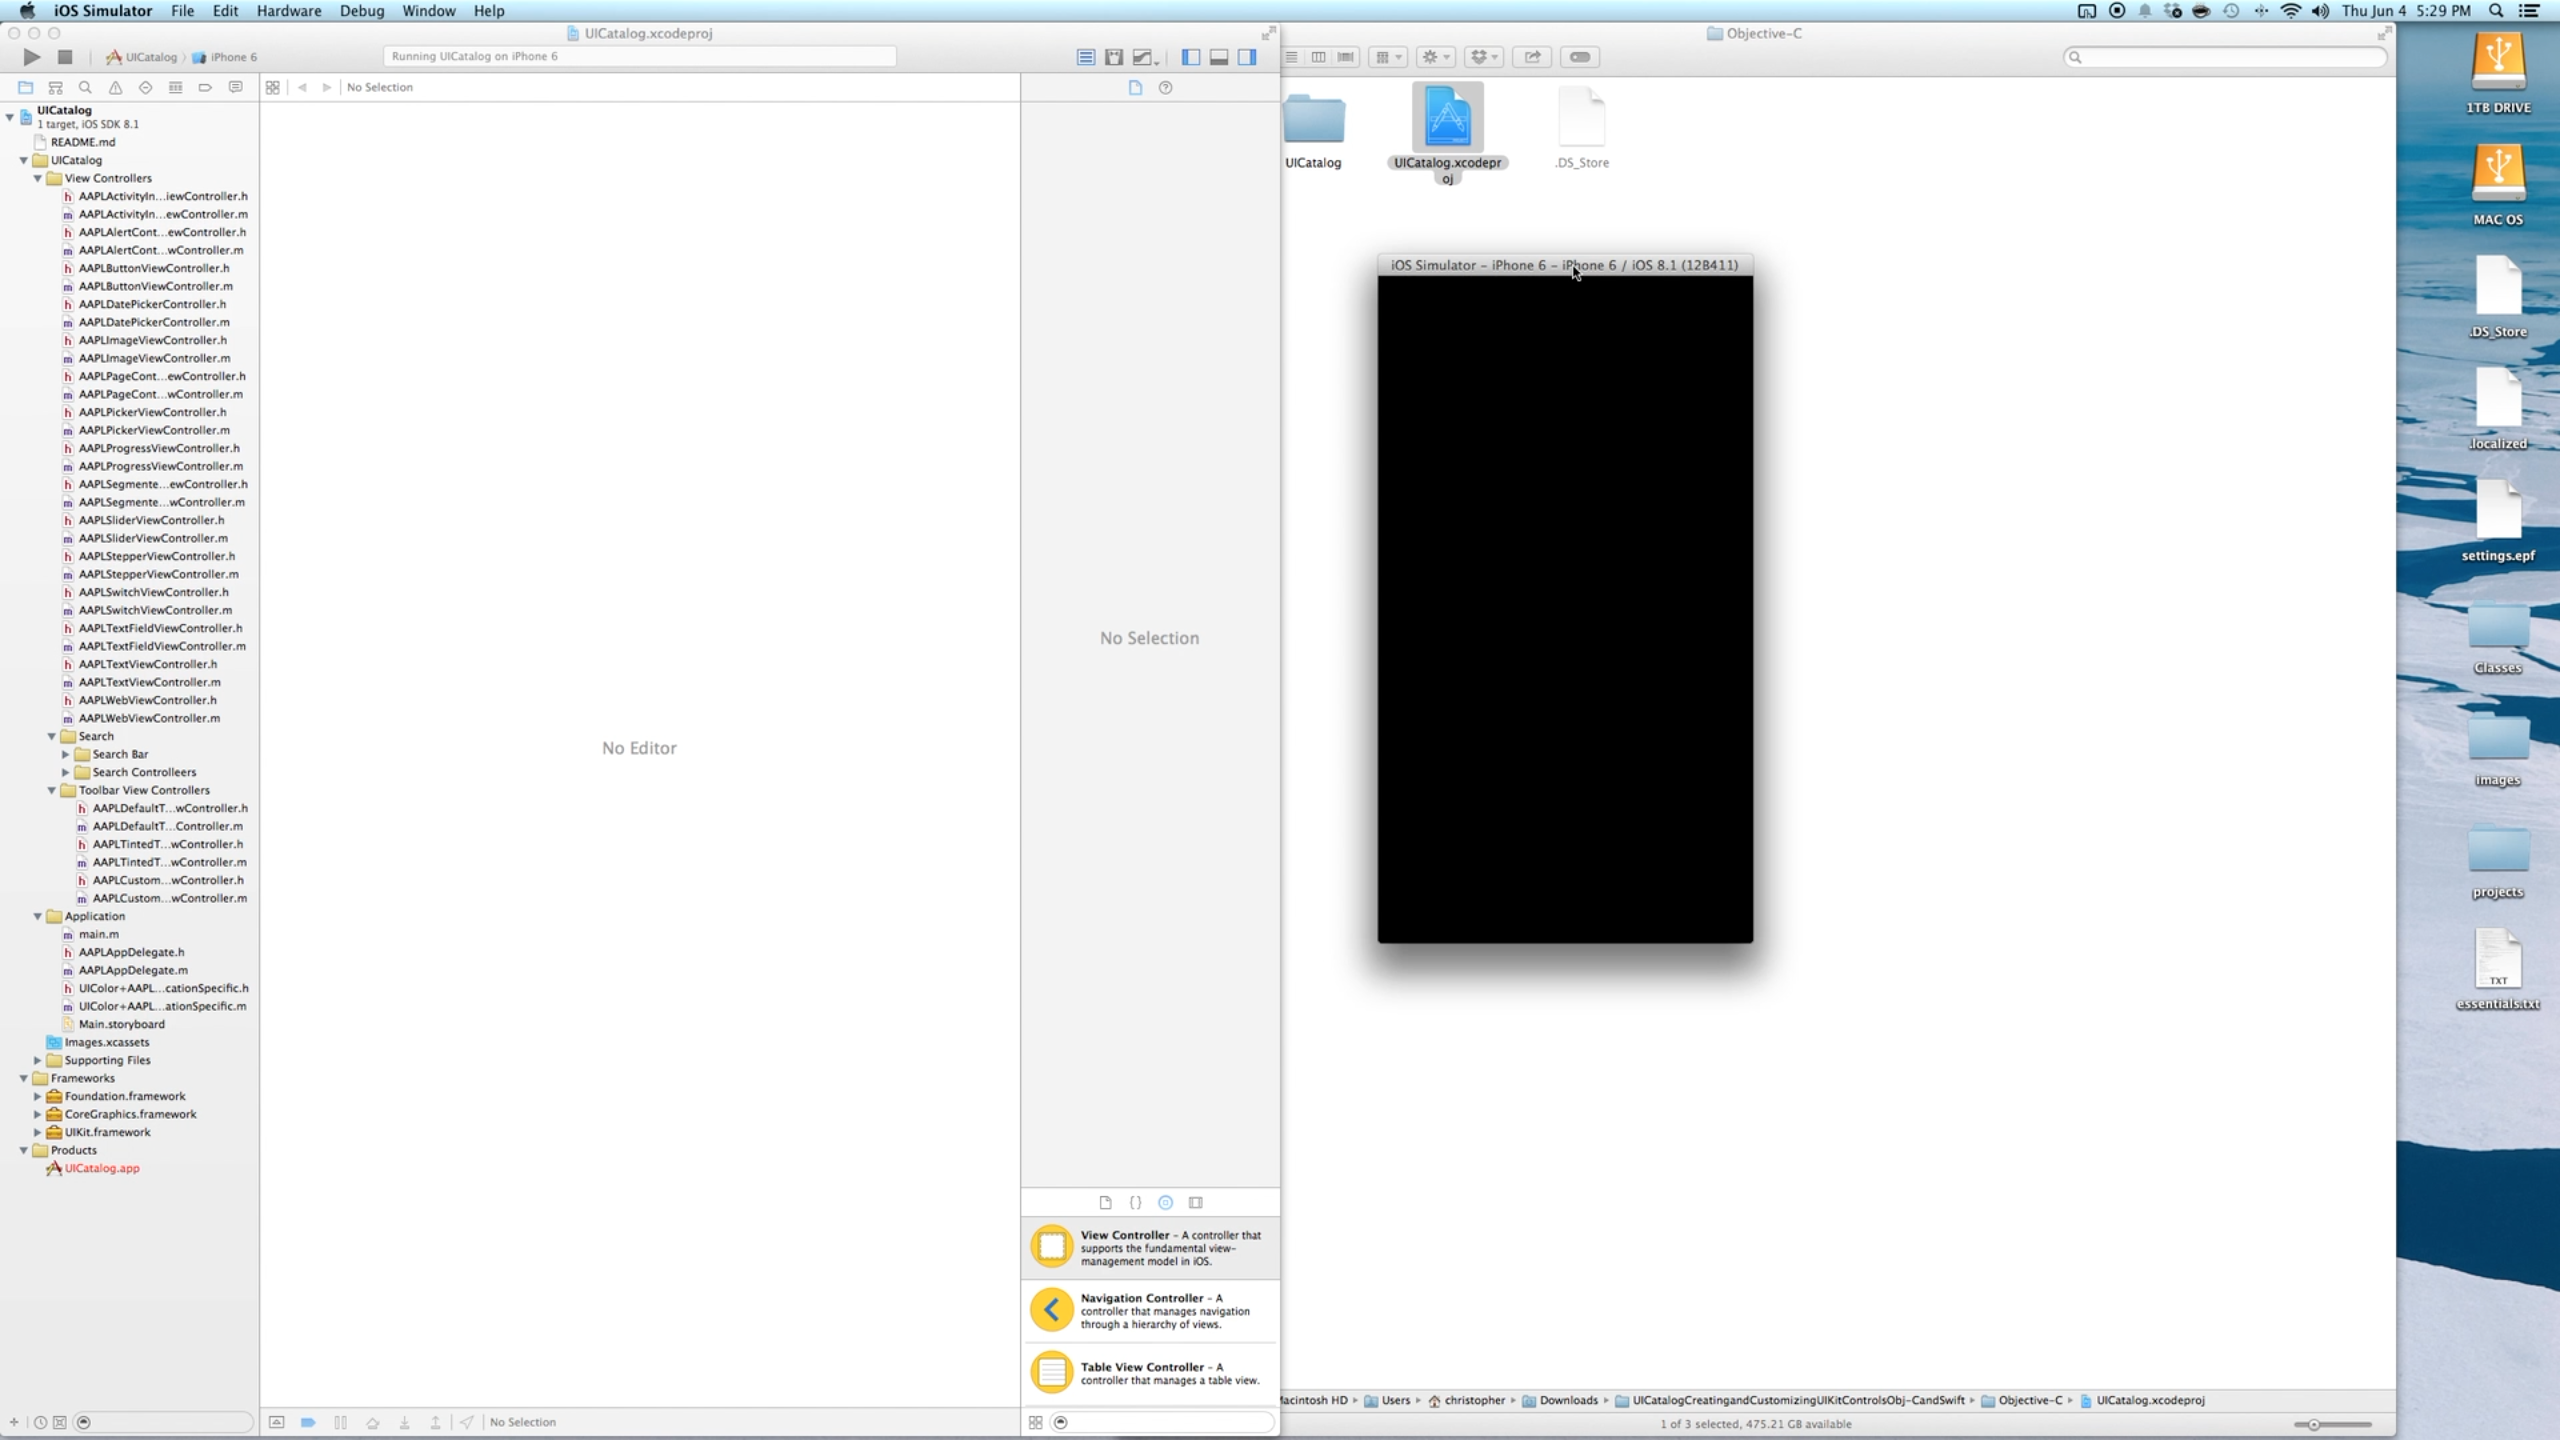 iOS Simulator File Edit Hardware Debug Window Help
Thu Jun 4 5:29 PM
UICatalog.xcodeproj
UICatalog iPhone 6
Running UICatalog on iPhone 6
No Selection
UICatalog
1 target, iOS SDK 8.1
README.md
UICatalog
View Controllers
AAPLActivityIn...iewController.h
AAPLActivityIn...ewController.m
AAPLAlertCont...ewController.h
AAPLAlertCont...wController.m
AAPLButtonViewController.h
AAPLButtonViewController.m
AAPLDatePickerController.h
AAPLDatePickerController.m
AAPLImageViewController.h
AAPLImageViewController.m
AAPLPageCont...ewController.h
AAPLPageCont...wController.m
AAPLPickerViewController.h
AAPLPickerViewController.m
AAPLProgressViewController.h
AAPLProgressViewController.m
AAPLSegmente...ewController.h
AAPLSegmente...wController.m
AAPLSliderViewController.h
AAPLSliderViewController.m
AAPLStepperViewController.h
AAPLStepperViewController.m
AAPLSwitchViewController.h
AAPLSwitchViewController.m
AAPLTextFieldViewController.h
AAPLTextFieldViewController.m
AAPLTextViewController.h
AAPLTextViewController.m
AAPLWebViewController.h
AAPLWebViewController.m
Search
Search Bar
Search Controlleers
Toolbar View Controllers
AAPLDefaultT...wController.h
AAPLDefaultT...Controller.m
AAPLTintedT...wController.h
AAPLTintedT...wController.m
AAPLCustom...wController.h
AAPLCustom...wController.m
Application
main.m
AAPLAppDelegate.h
AAPLAppDelegate.m
UIColor+AAPL...cationSpecific.h
UIColor+AAPL...ationSpecific.m
Main.storyboard
Images.xcassets
Supporting Files
Frameworks
Foundation.framework
CoreGraphics.framework
UIKit.framework
Products
UICatalog.app
No Editor
No Selection
No Selection
View Controller – A controller that
supports the fundamental view-
management model in iOS.
Navigation Controller – A
controller that manages navigation
through a hierarchy of views.
Table View Controller – A
controller that manages a table view.
Objective-C
UICatalog
UICatalog.xcodepr
oj
.DS_Store
iOS Simulator – iPhone 6 – iPhone 6 / iOS 8.1 (12B411)
acintosh HD Users christopher Downloads UICatalogCreatingandCustomizingUIKitControlsObj-CandSwift Objective-C UICatalog.xcodeproj
1 of 3 selected, 475.21 GB available
1TB DRIVE
MAC OS
.DS_Store
.localized
settings.epf
Classes
images
projects
TXT
essentials.txt